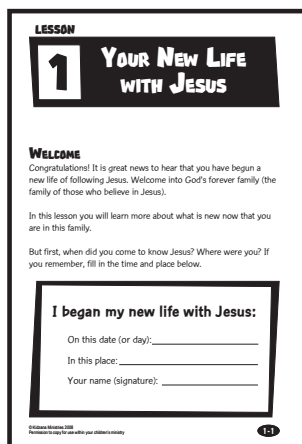 LESSON
1
YOUR NEW LIFE
WITH JESUS
WELCOME
Congratulations! It is great news to hear that you have begun a
new life of following Jesus. Welcome into God's forever family (the
family of those who believe in Jesus).
In this lesson you will learn more about what is new now that you
are in this family.
But first, when did you come to know Jesus? Where were you? If
you remember, fill in the time and place below.
I began my new life with Jesus:
On this date (or day):
In this place:
Your name (signature):
© Kidzana Ministries 2008
Permission to copy for use within your children's ministry
1-1